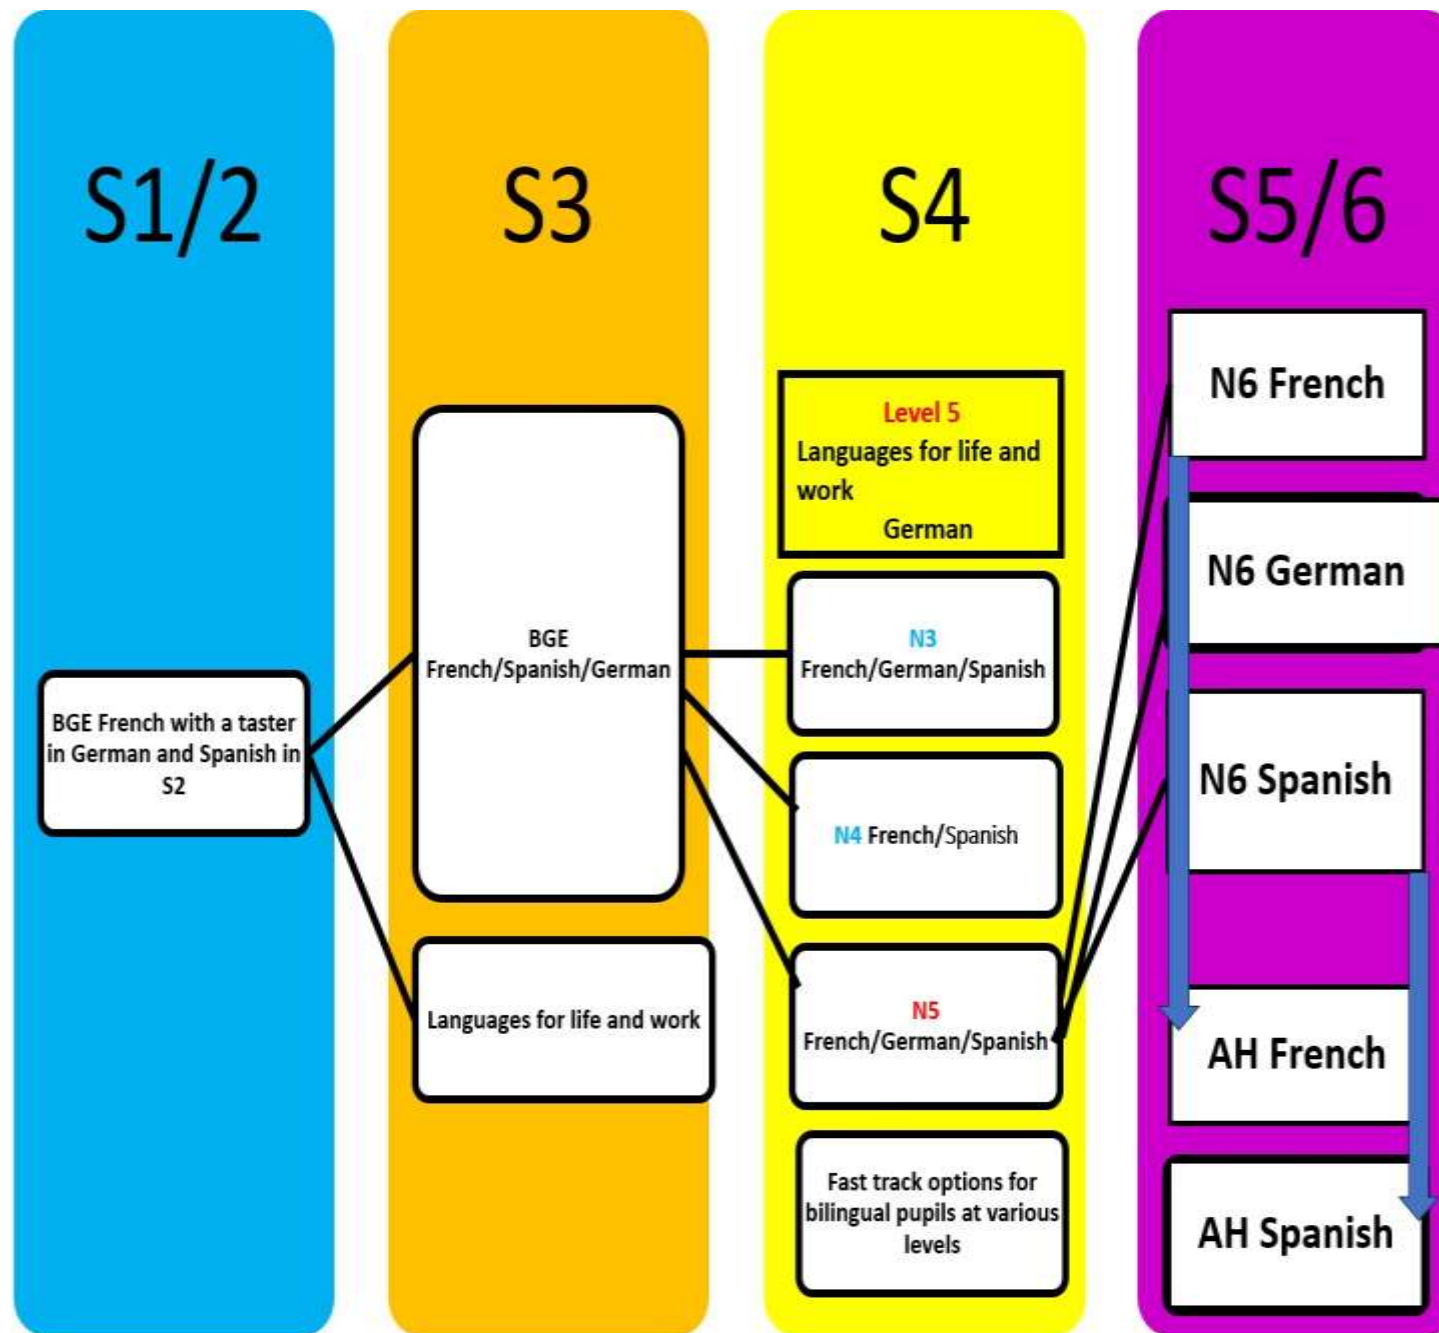 S1/2
BGE French with a taster
in German and Spanish in
S2
S3
BGE
French/Spanish/German
Languages for life and work
S4
Level 5
Languages for life and
work
German
N3
French/German/Spanish
N4 French/Spanish
N5
French/German/Spanish
Fast track options for
bilingual pupils at various
levels
S5/6
N6 French
N6 German
N6 Spanish
AH French
AH Spanish